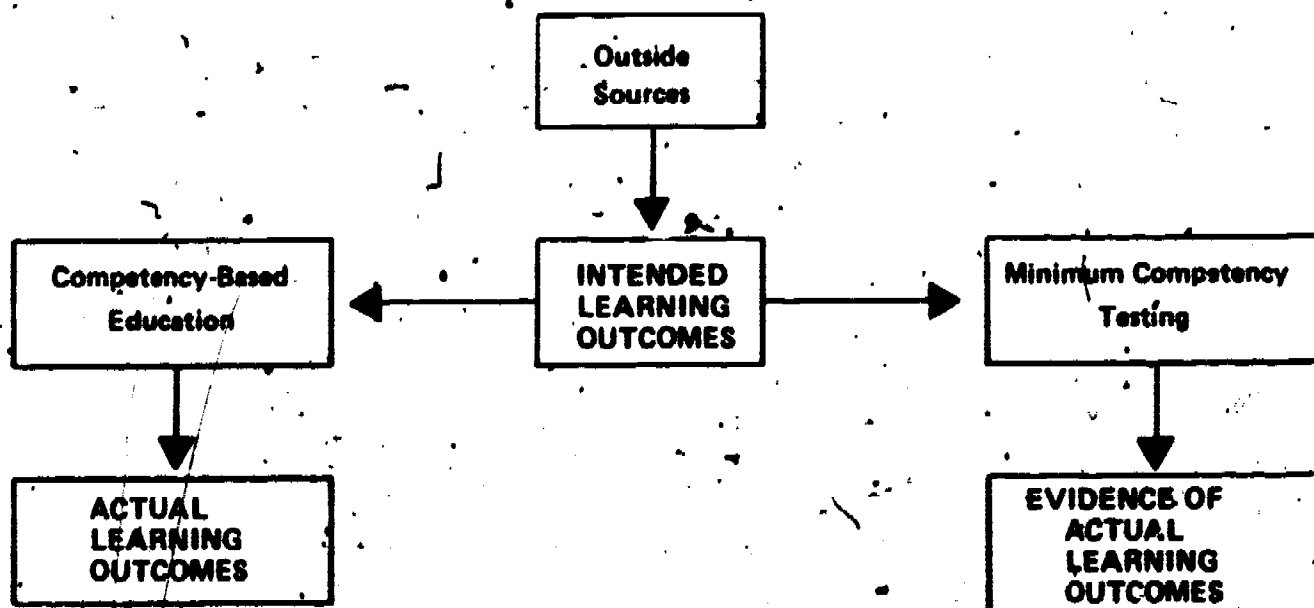 Outside
Sources
Competency-Based
Education
INTENDED
LEARNING
OUTCOMES
Minimum Competency
Testing
ACTUAL
LEARNING
OUTCOMES
EVIDENCE OF
ACTUAL
LEARNING
OUTCOMES